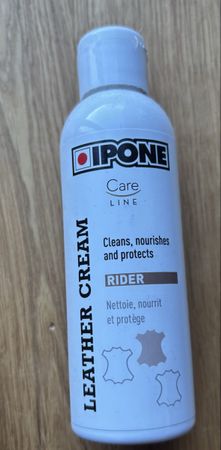 IPONE
Care
LINE
LEATHER CREAM
Cleans, nourishes
and protects
RIDER
Nettoie, nourrit
et protège